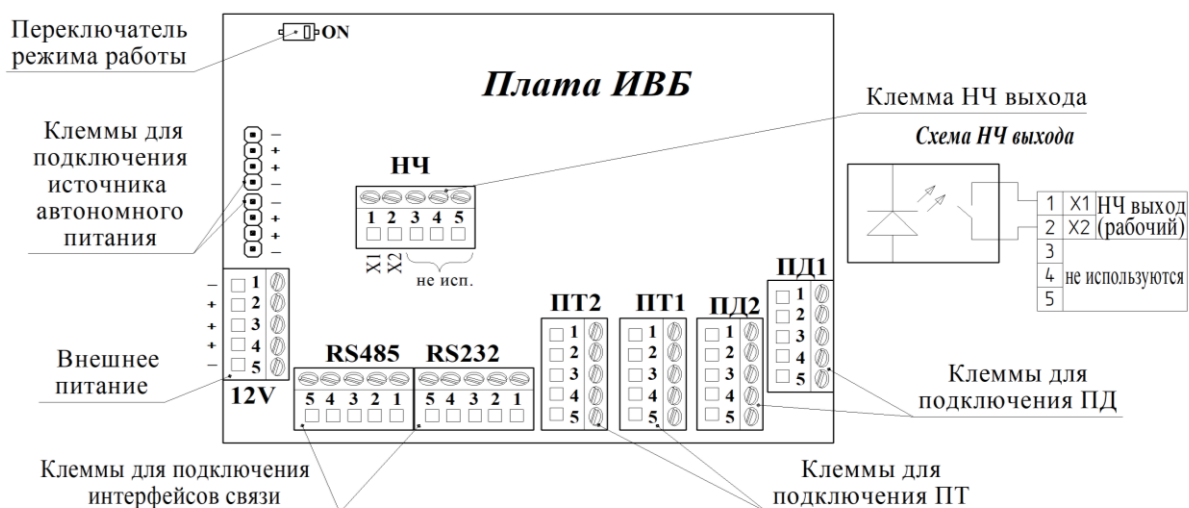 Переключатель
режима работы
ON
Плата ИВБ
Клемма НЧ выхода
Схема НЧ выхода
Клеммы для
подключения
источника
автономного
питания
−
+
+
−
−
+
+
−
НЧ
1 2 3 4 5
X1 X2 не исп.
1 X1 НЧ выход
2 X2 (рабочий)
3
4 не используются
5
− 1
+ 2
+ 3
+ 4
− 5
12V
Внешнее
питание
RS485
5 4 3 2 1
RS232
5 4 3 2 1
ПТ2
1
2
3
4
5
ПТ1
1
2
3
4
5
ПД2
1
2
3
4
5
ПД1
1
2
3
4
5
Клеммы для
подключения ПД
Клеммы для подключения
интерфейсов связи
Клеммы для
подключения ПТ